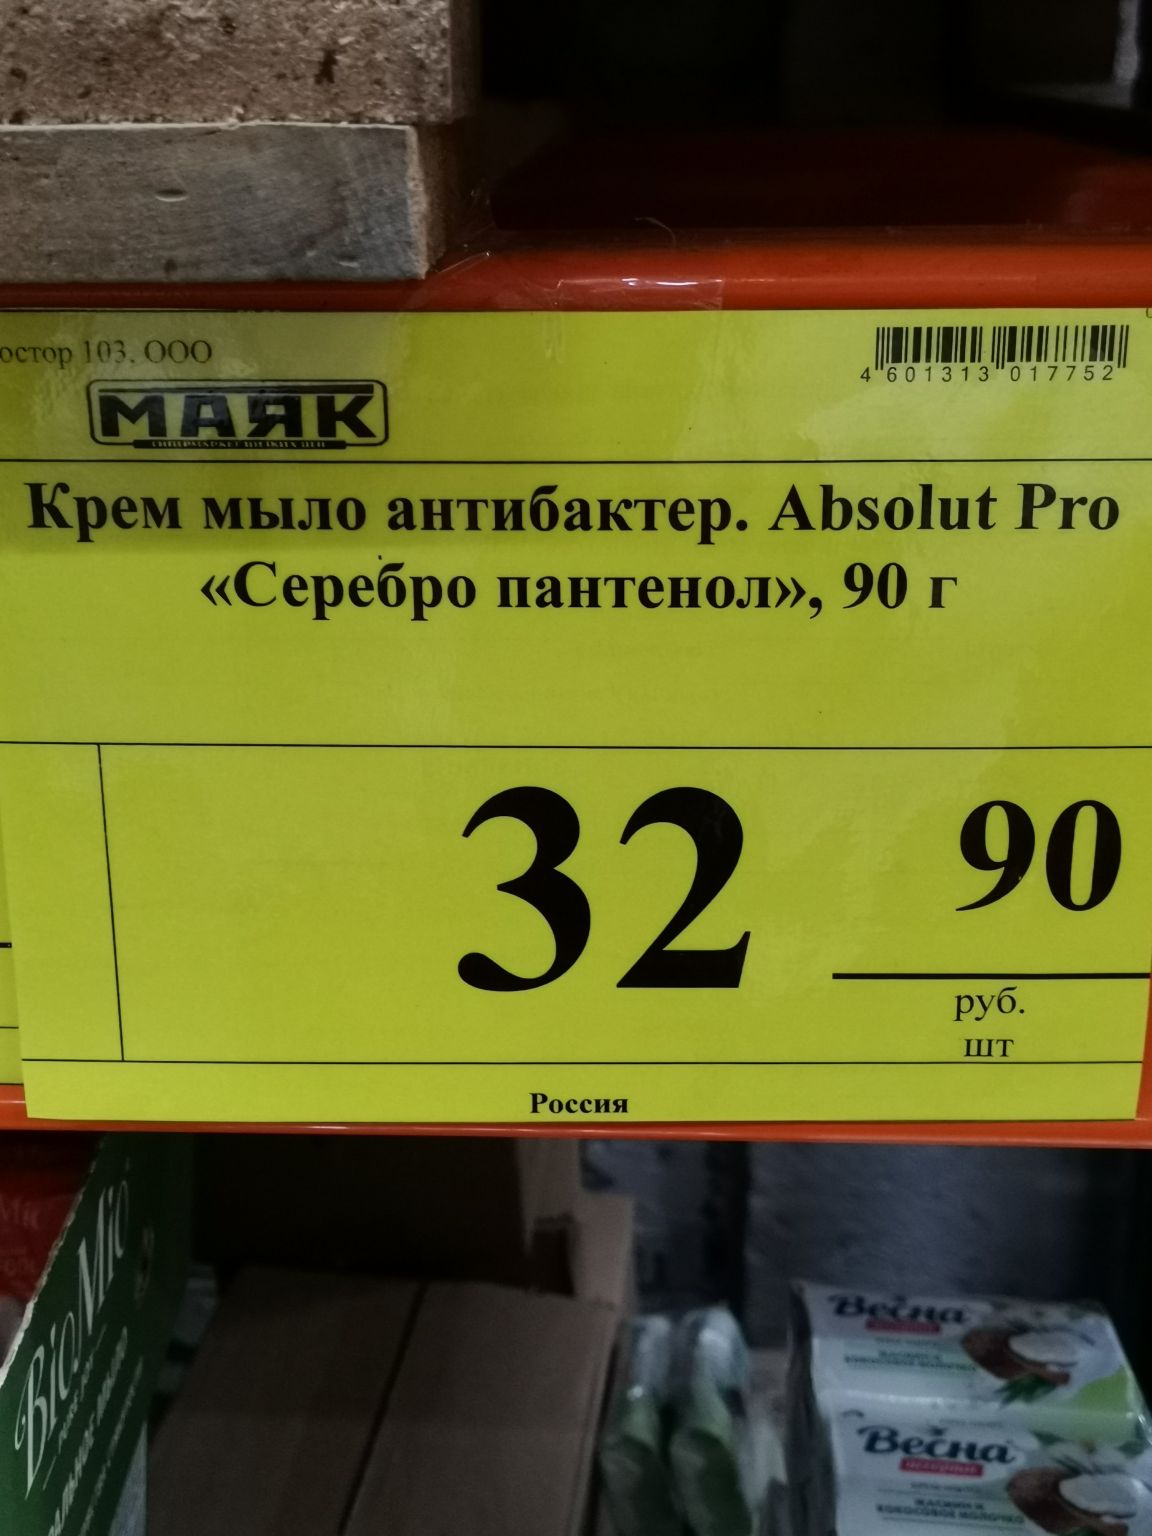 остор 103. ООО
4 601313 017752
МАЯК
Крем мыло антибактер. Absolut Pro
«Серебро пантенол», 90 г
32 90
руб.
шт
Россия
BioMio
Весна
Весна